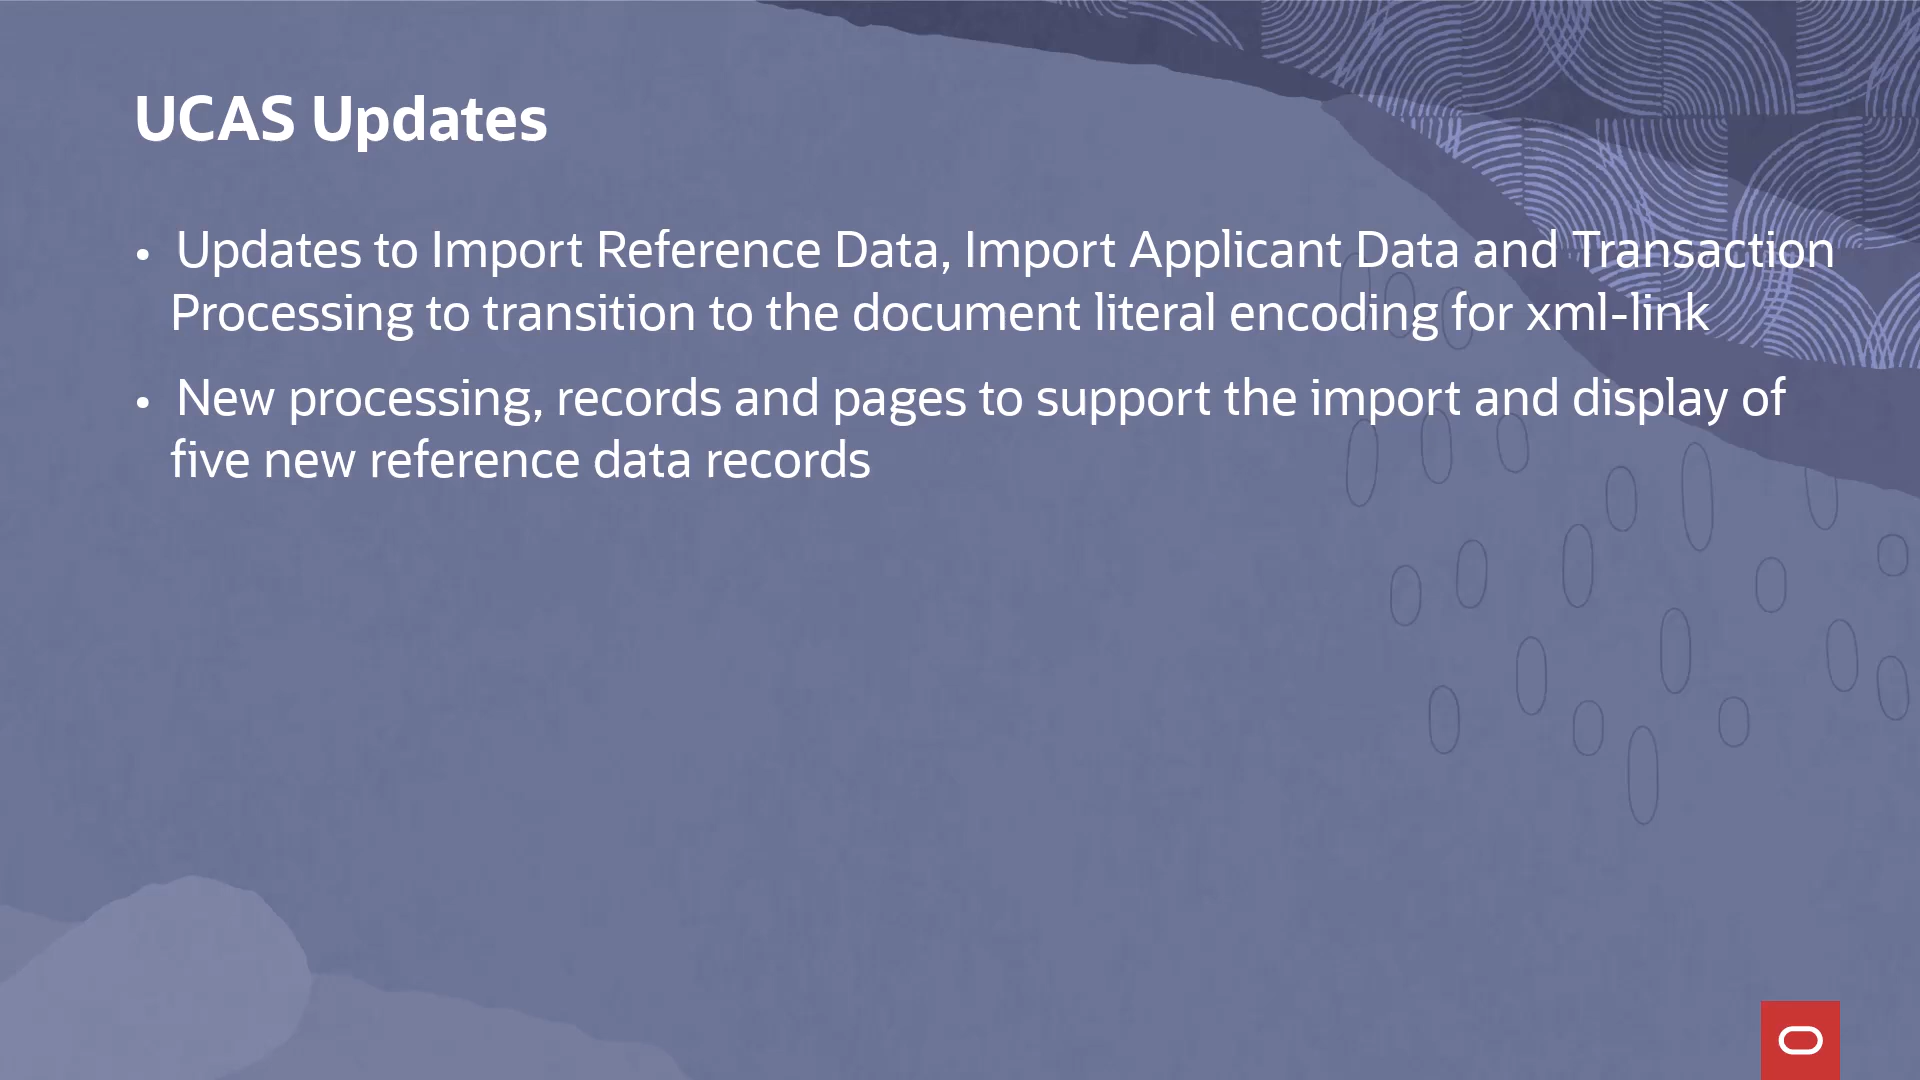 UCAS Updates
• Updates to Import Reference Data, Import Applicant Data and Transaction
Processing to transition to the document literal encoding for xml-link
• New processing, records and pages to support the import and display of
five new reference data records